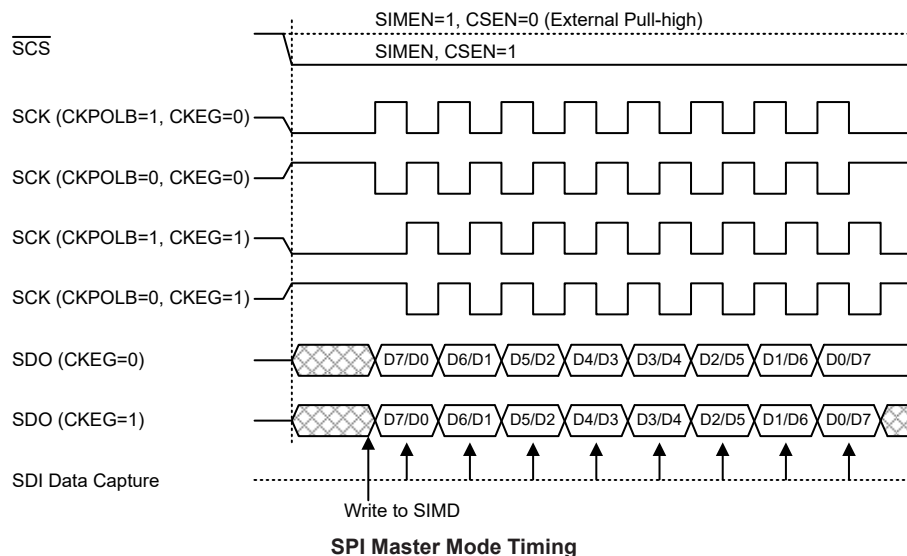 SIMEN=1, CSEN=0 (External Pull-high)
SCS
SIMEN, CSEN=1
SCK (CKPOLB=1, CKEG=0)
SCK (CKPOLB=0, CKEG=0)
SCK (CKPOLB=1, CKEG=1)
SCK (CKPOLB=0, CKEG=1)
SDO (CKEG=0) D7/D0 D6/D1 D5/D2 D4/D3 D3/D4 D2/D5 D1/D6 D0/D7
SDO (CKEG=1) D7/D0 D6/D1 D5/D2 D4/D3 D3/D4 D2/D5 D1/D6 D0/D7
SDI Data Capture
Write to SIMD
SPI Master Mode Timing